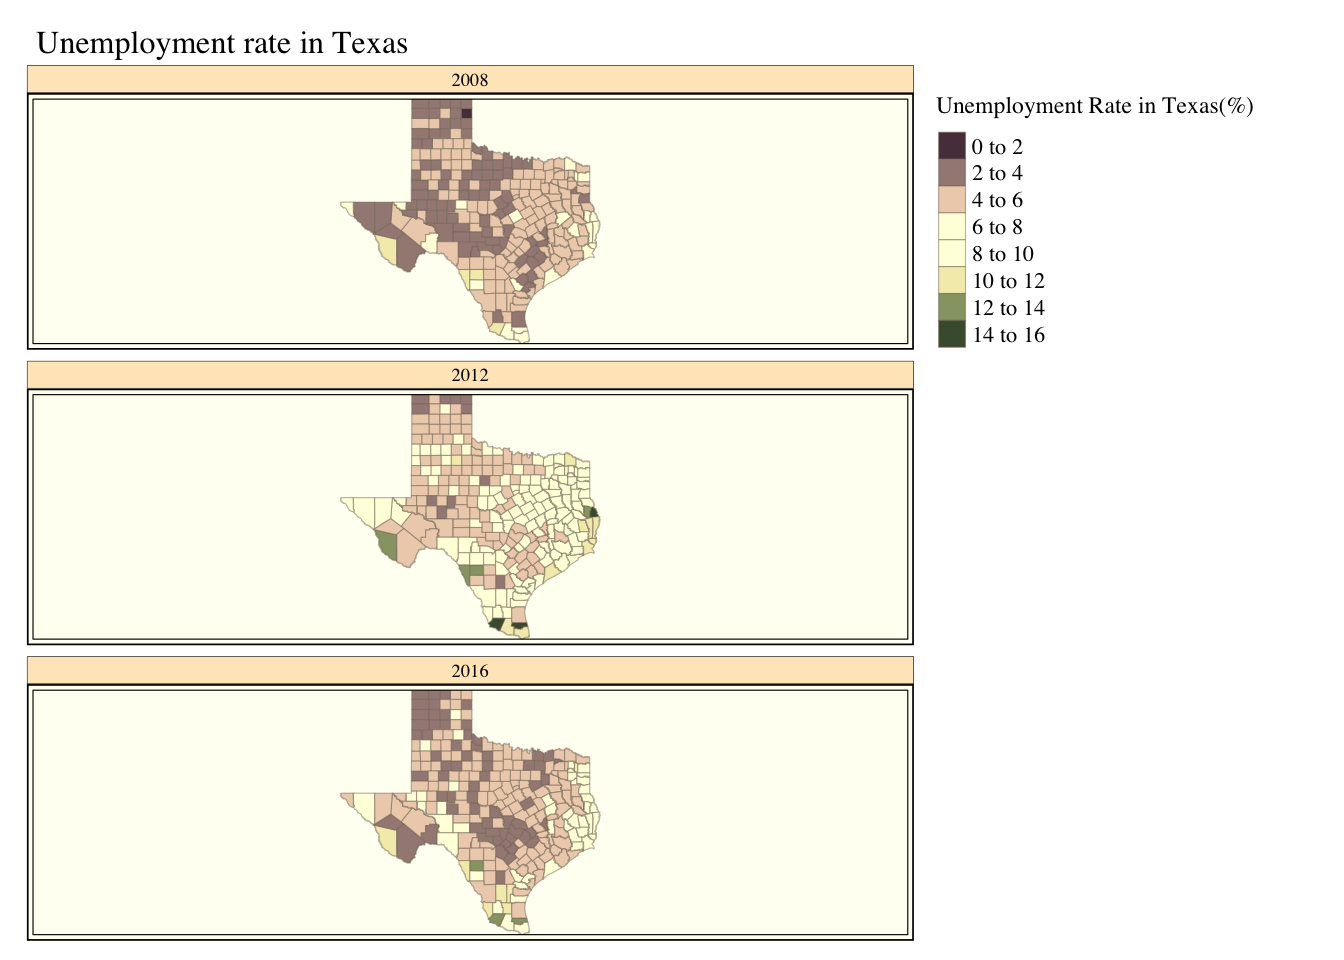 Unemployment rate in Texas
2008
Unemployment Rate in Texas(%)
0 to 2
2 to 4
4 to 6
6 to 8
8 to 10
10 to 12
12 to 14
14 to 16
2012
2016